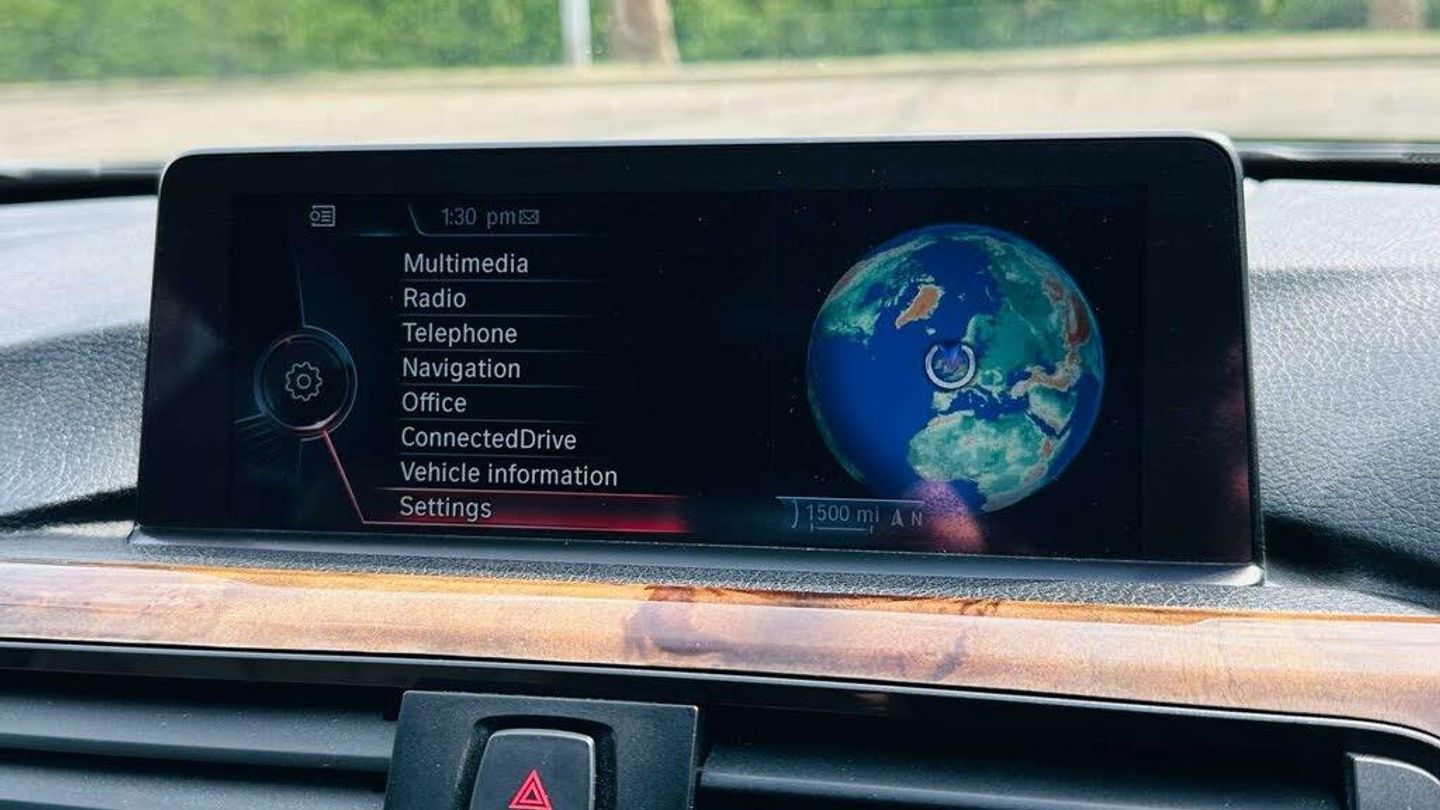 1:30 pm
Multimedia
Radio
Telephone
Navigation
Office
ConnectedDrive
Vehicle information
Settings
1500 mi N